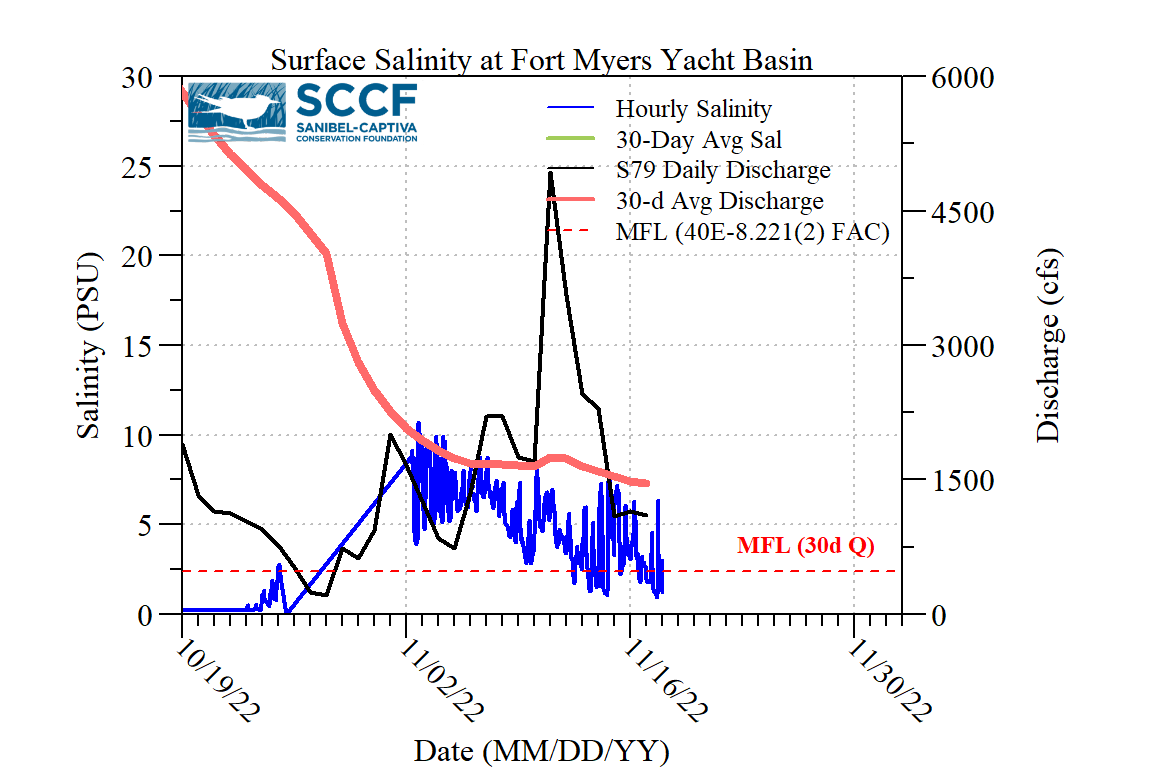 Surface Salinity at Fort Myers Yacht Basin
SCCF
SANIBEL-CAPTIVA
CONSERVATION FOUNDATION
Hourly Salinity
30-Day Avg Sal
S79 Daily Discharge
30-d Avg Discharge
MFL (40E-8.221(2) FAC)
MFL (30d Q)
Salinity (PSU)
30
25
20
15
10
5
0
Discharge (cfs)
6000
4500
3000
1500
0
10/19/22
11/02/22
11/16/22
11/30/22
Date (MM/DD/YY)